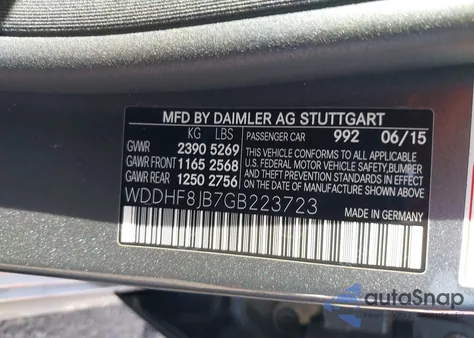 MFD BY DAIMLER AG STUTTGART
KG LBS PASSENGER CAR 992 06/15
GVWR 2390 5269 THIS VEHICLE CONFORMS TO ALL APPLICABLE
GAWR FRONT 1165 2568 U.S. FEDERAL MOTOR VEHICLE SAFETY, BUMPER
GAWR REAR 1250 2756 AND THEFT PREVENTION STANDARDS IN EFFECT ON THE DATE OF MANUFACTURE SHOWN ABOVE.
WDDHF8JB7GB223723 MADE IN GERMANY
autoSnap